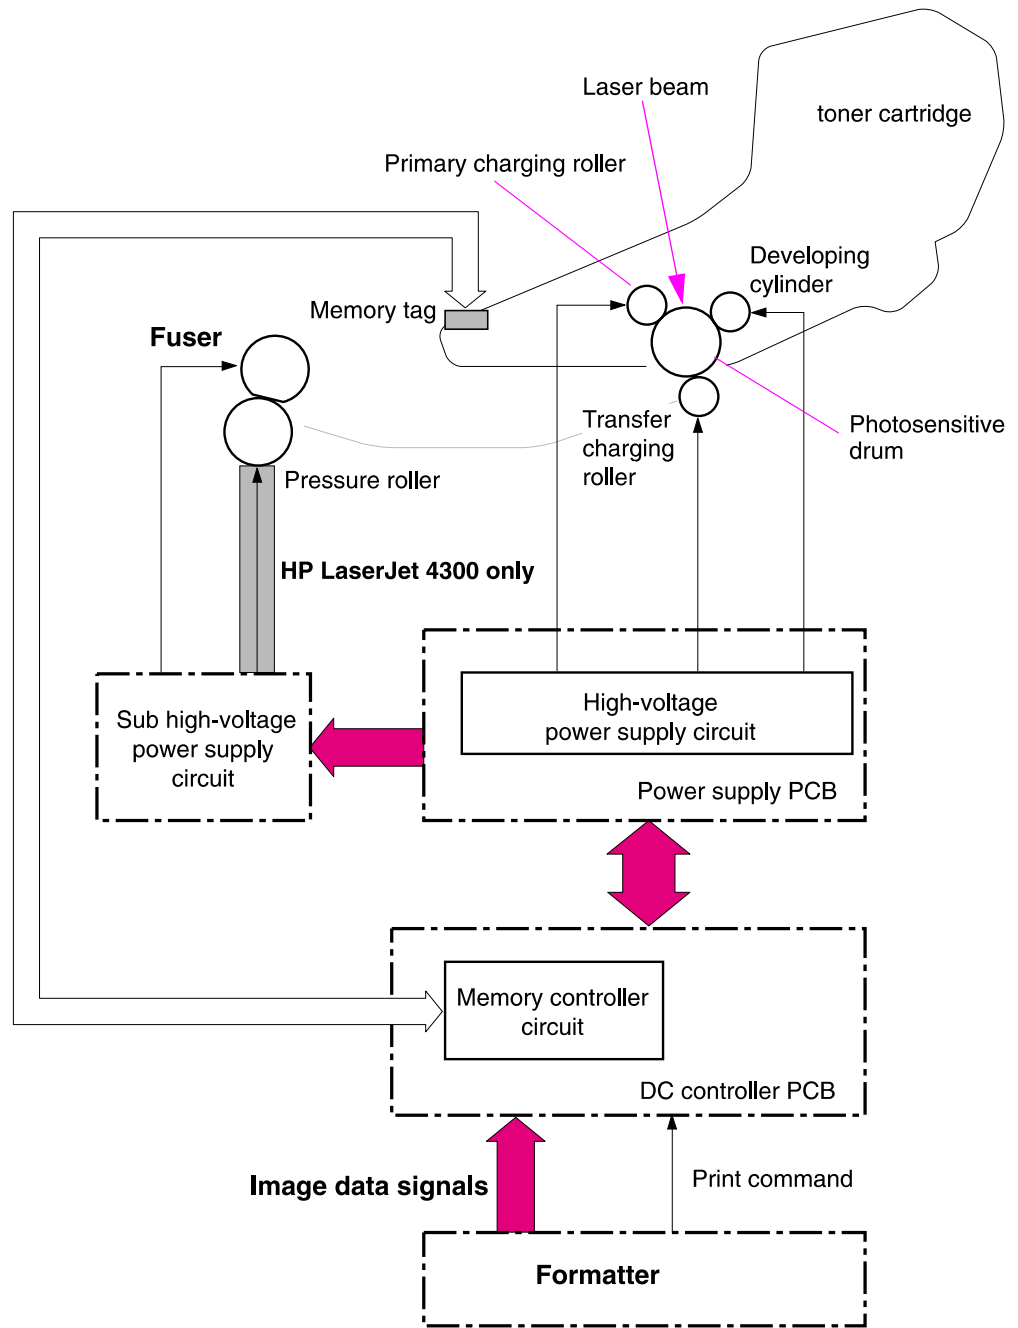 Laser beam
toner cartridge
Primary charging roller
Developing
cylinder
Memory tag
Fuser
Transfer
charging
roller
Photosensitive
drum
Pressure roller
HP LaserJet 4300 only
Sub high-voltage
power supply
circuit
High-voltage
power supply circuit
Power supply PCB
Memory controller
circuit
DC controller PCB
Image data signals
Print command
Formatter